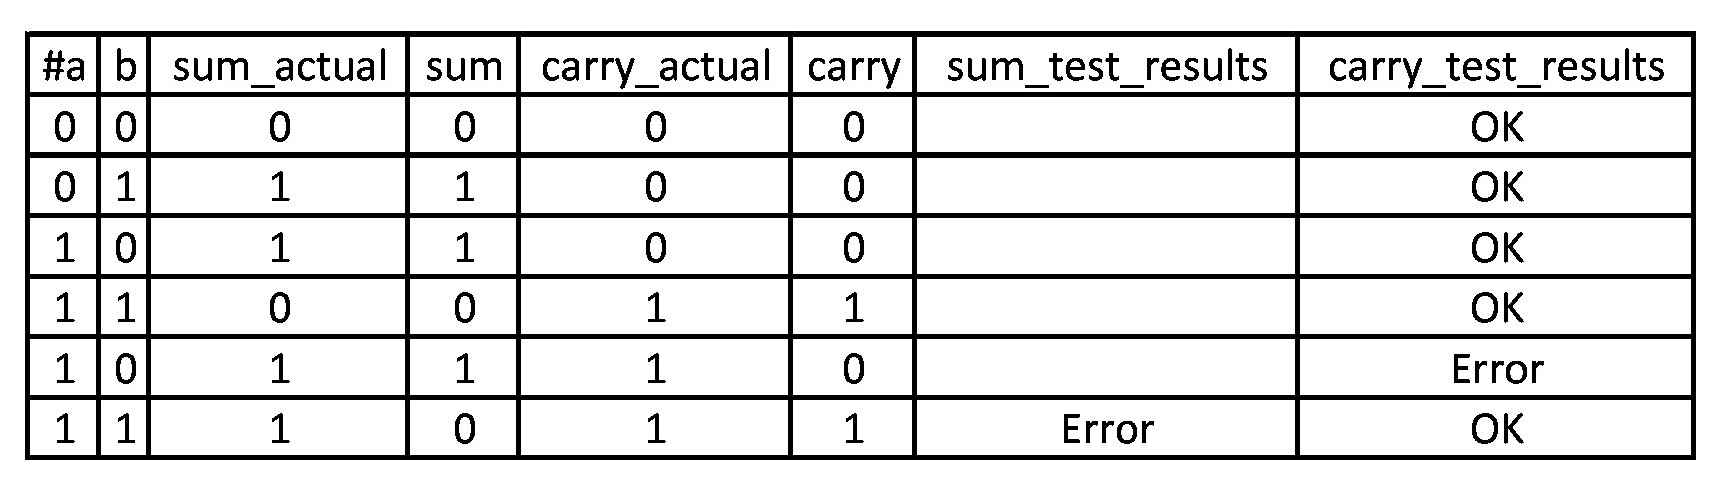 #a b sum_actual sum carry_actual carry sum_test_results carry_test_results
0 0 0 0 0 0 OK
0 1 1 1 0 0 OK
1 0 1 1 0 0 OK
1 1 0 0 1 1 OK
1 0 1 1 1 0 Error
1 1 1 0 1 1 Error OK